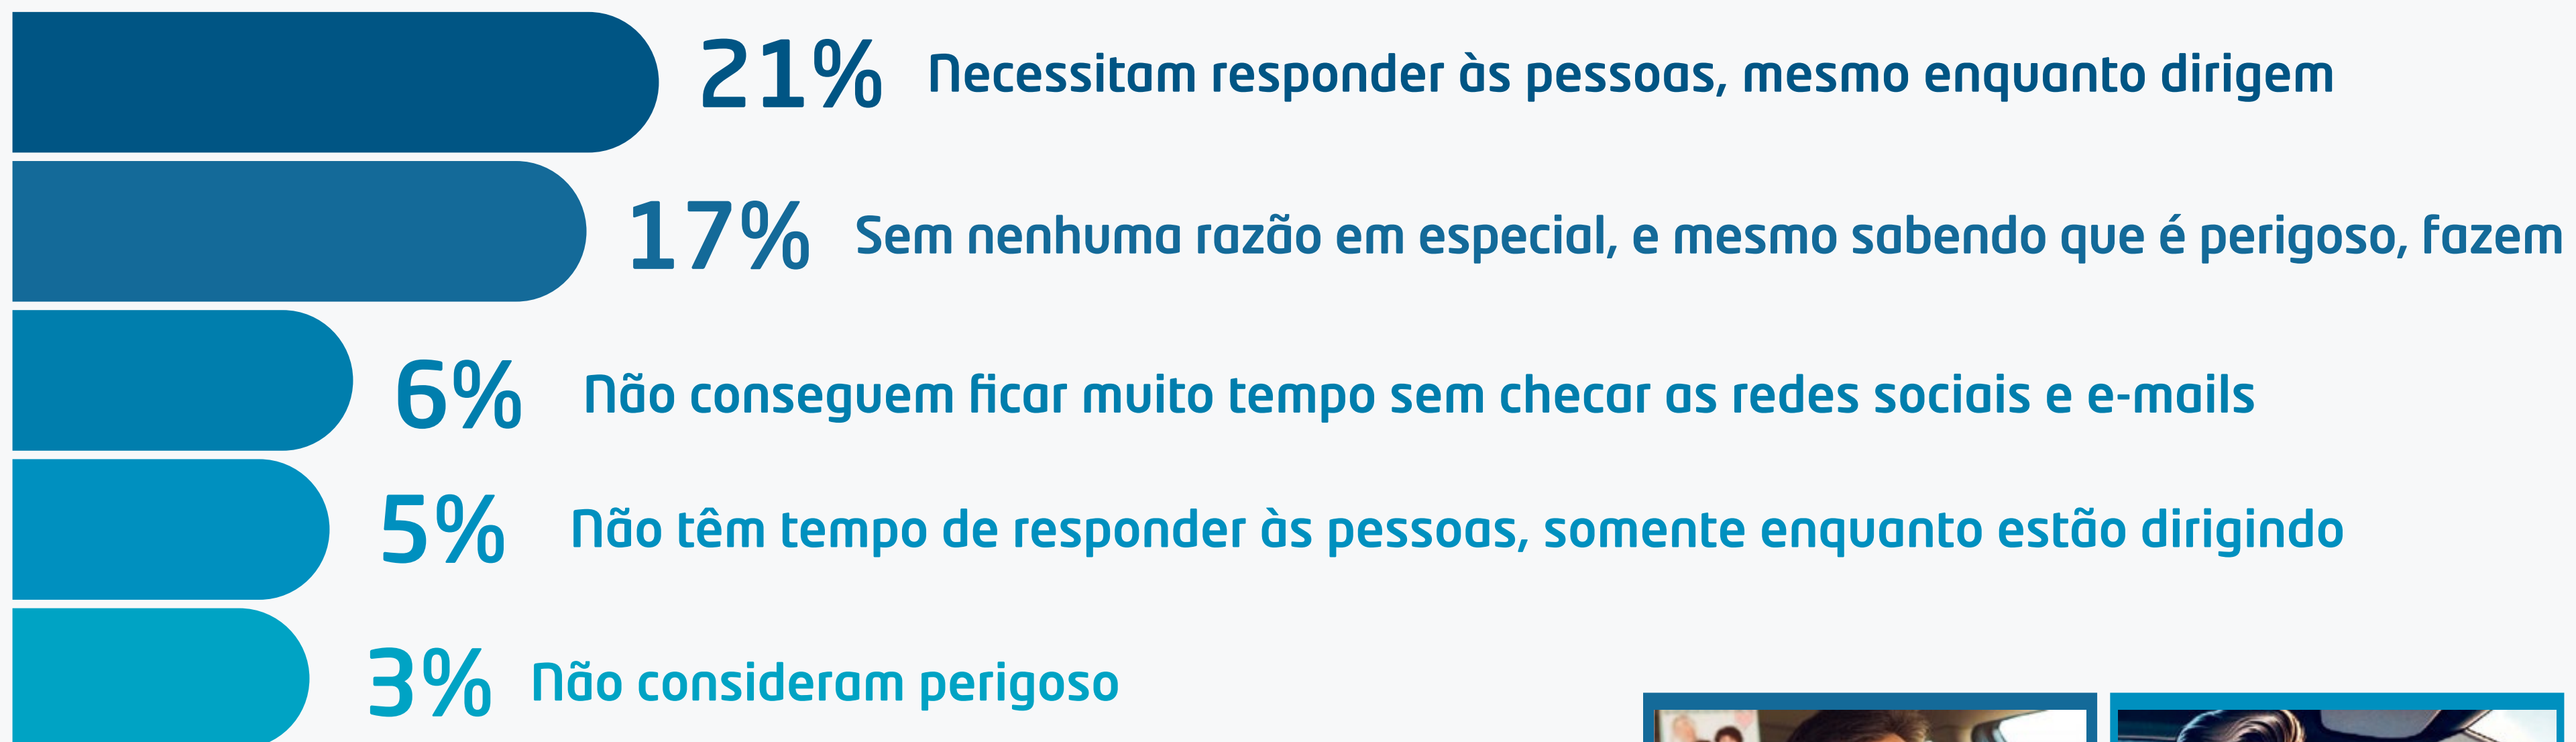 21% Necessitam responder às pessoas, mesmo enquanto dirigem
17% Sem nenhuma razão em especial, e mesmo sabendo que é perigoso, fazem
6% Não conseguem ficar muito tempo sem checar as redes sociais e e-mails
5% Não têm tempo de responder às pessoas, somente enquanto estão dirigindo
3% Não consideram perigoso